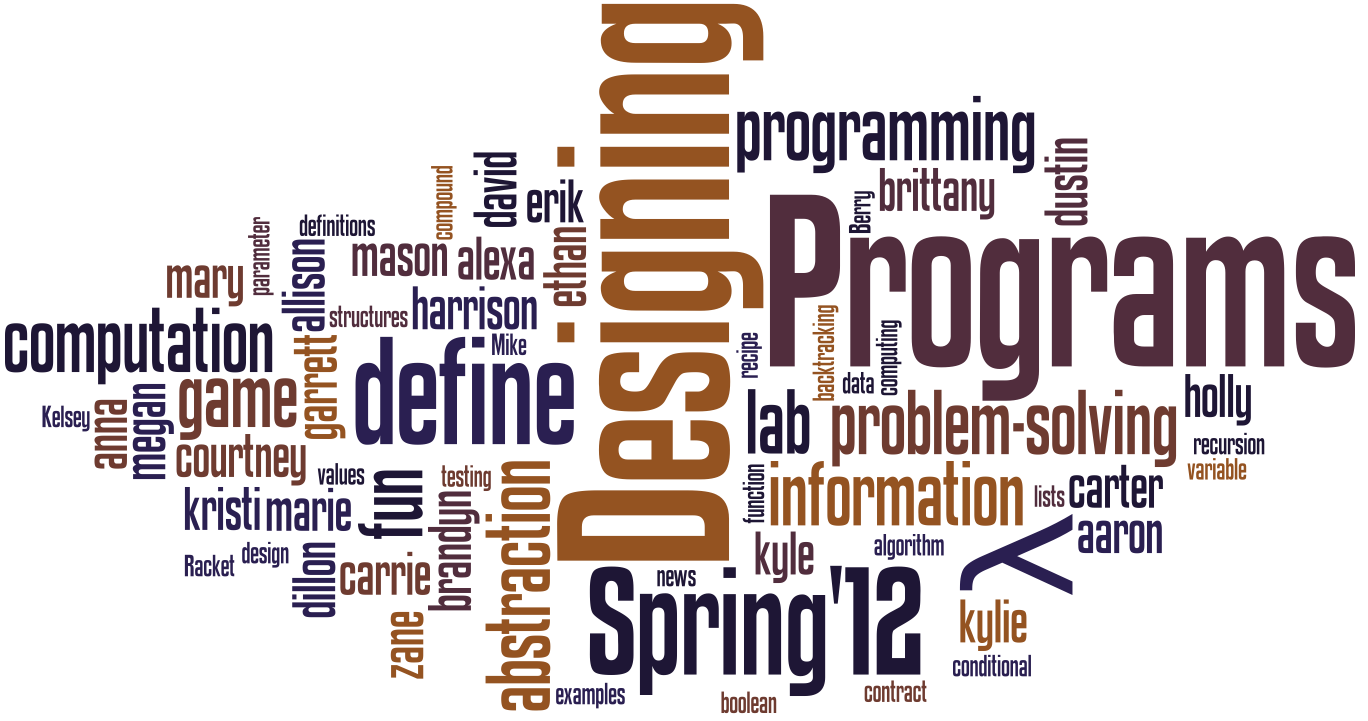 Designing
programming
dustin
brittany
Berry
Programs
david
erik
compound
definitions
parameter
allison
mason
alexa
ethan
mary
structures
harrison
computation
Mike
define
garrett
game
megan
anna
Kelsey
courtney
recipe
backtracking
computing
data
lab
problem-solving
holly
recursion
variable
values
testing
fun
kristi
marie
brandyn
abstraction
function
information
lists
carter
aaron
λ
Racket
design
dillon
carrie
kyle
algorithm
news
Spring'12
kylie
conditional
zane
examples
boolean
contract